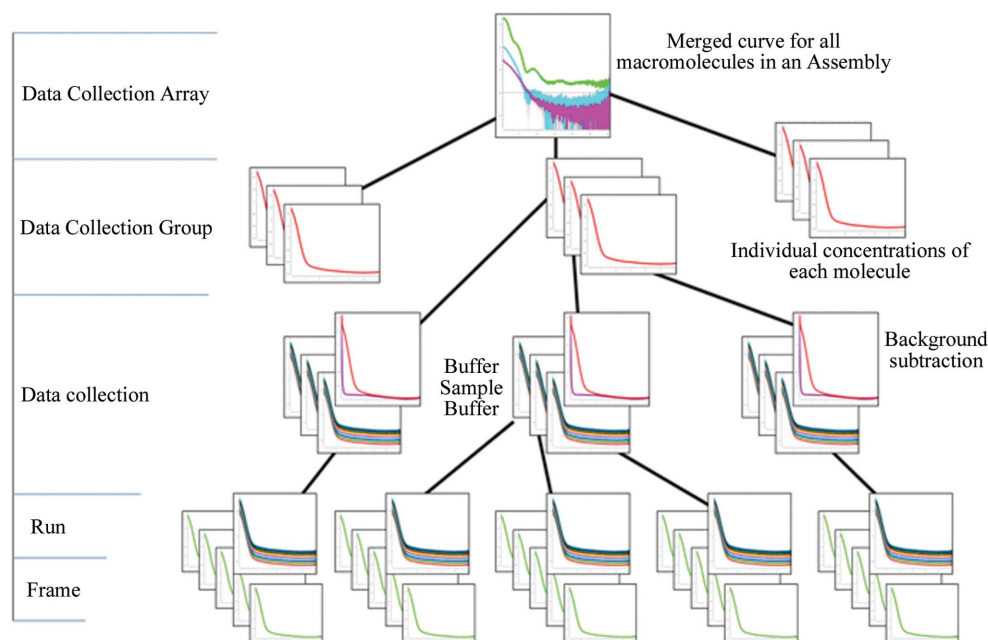 Merged curve for all
macromolecules in an Assembly
Data Collection Array
Data Collection Group
Individual concentrations of
each molecule
Background
subtraction
Buffer
Sample
Buffer
Data collection
Run
Frame